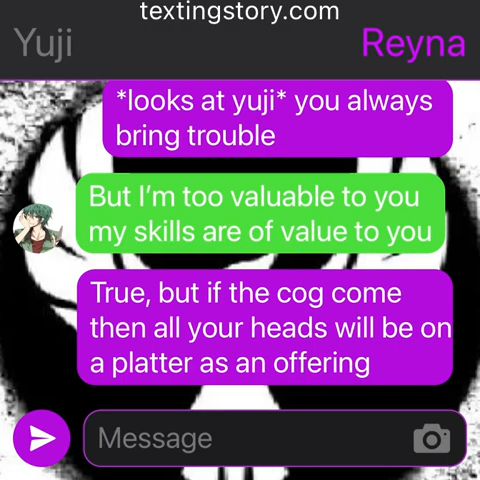 textingstory.com
Yuji
Reyna
*looks at yuji* you always
bring trouble
But I’m too valuable to you
my skills are of value to you
True, but if the cog come
then all your heads will be on
a platter as an offering
Message